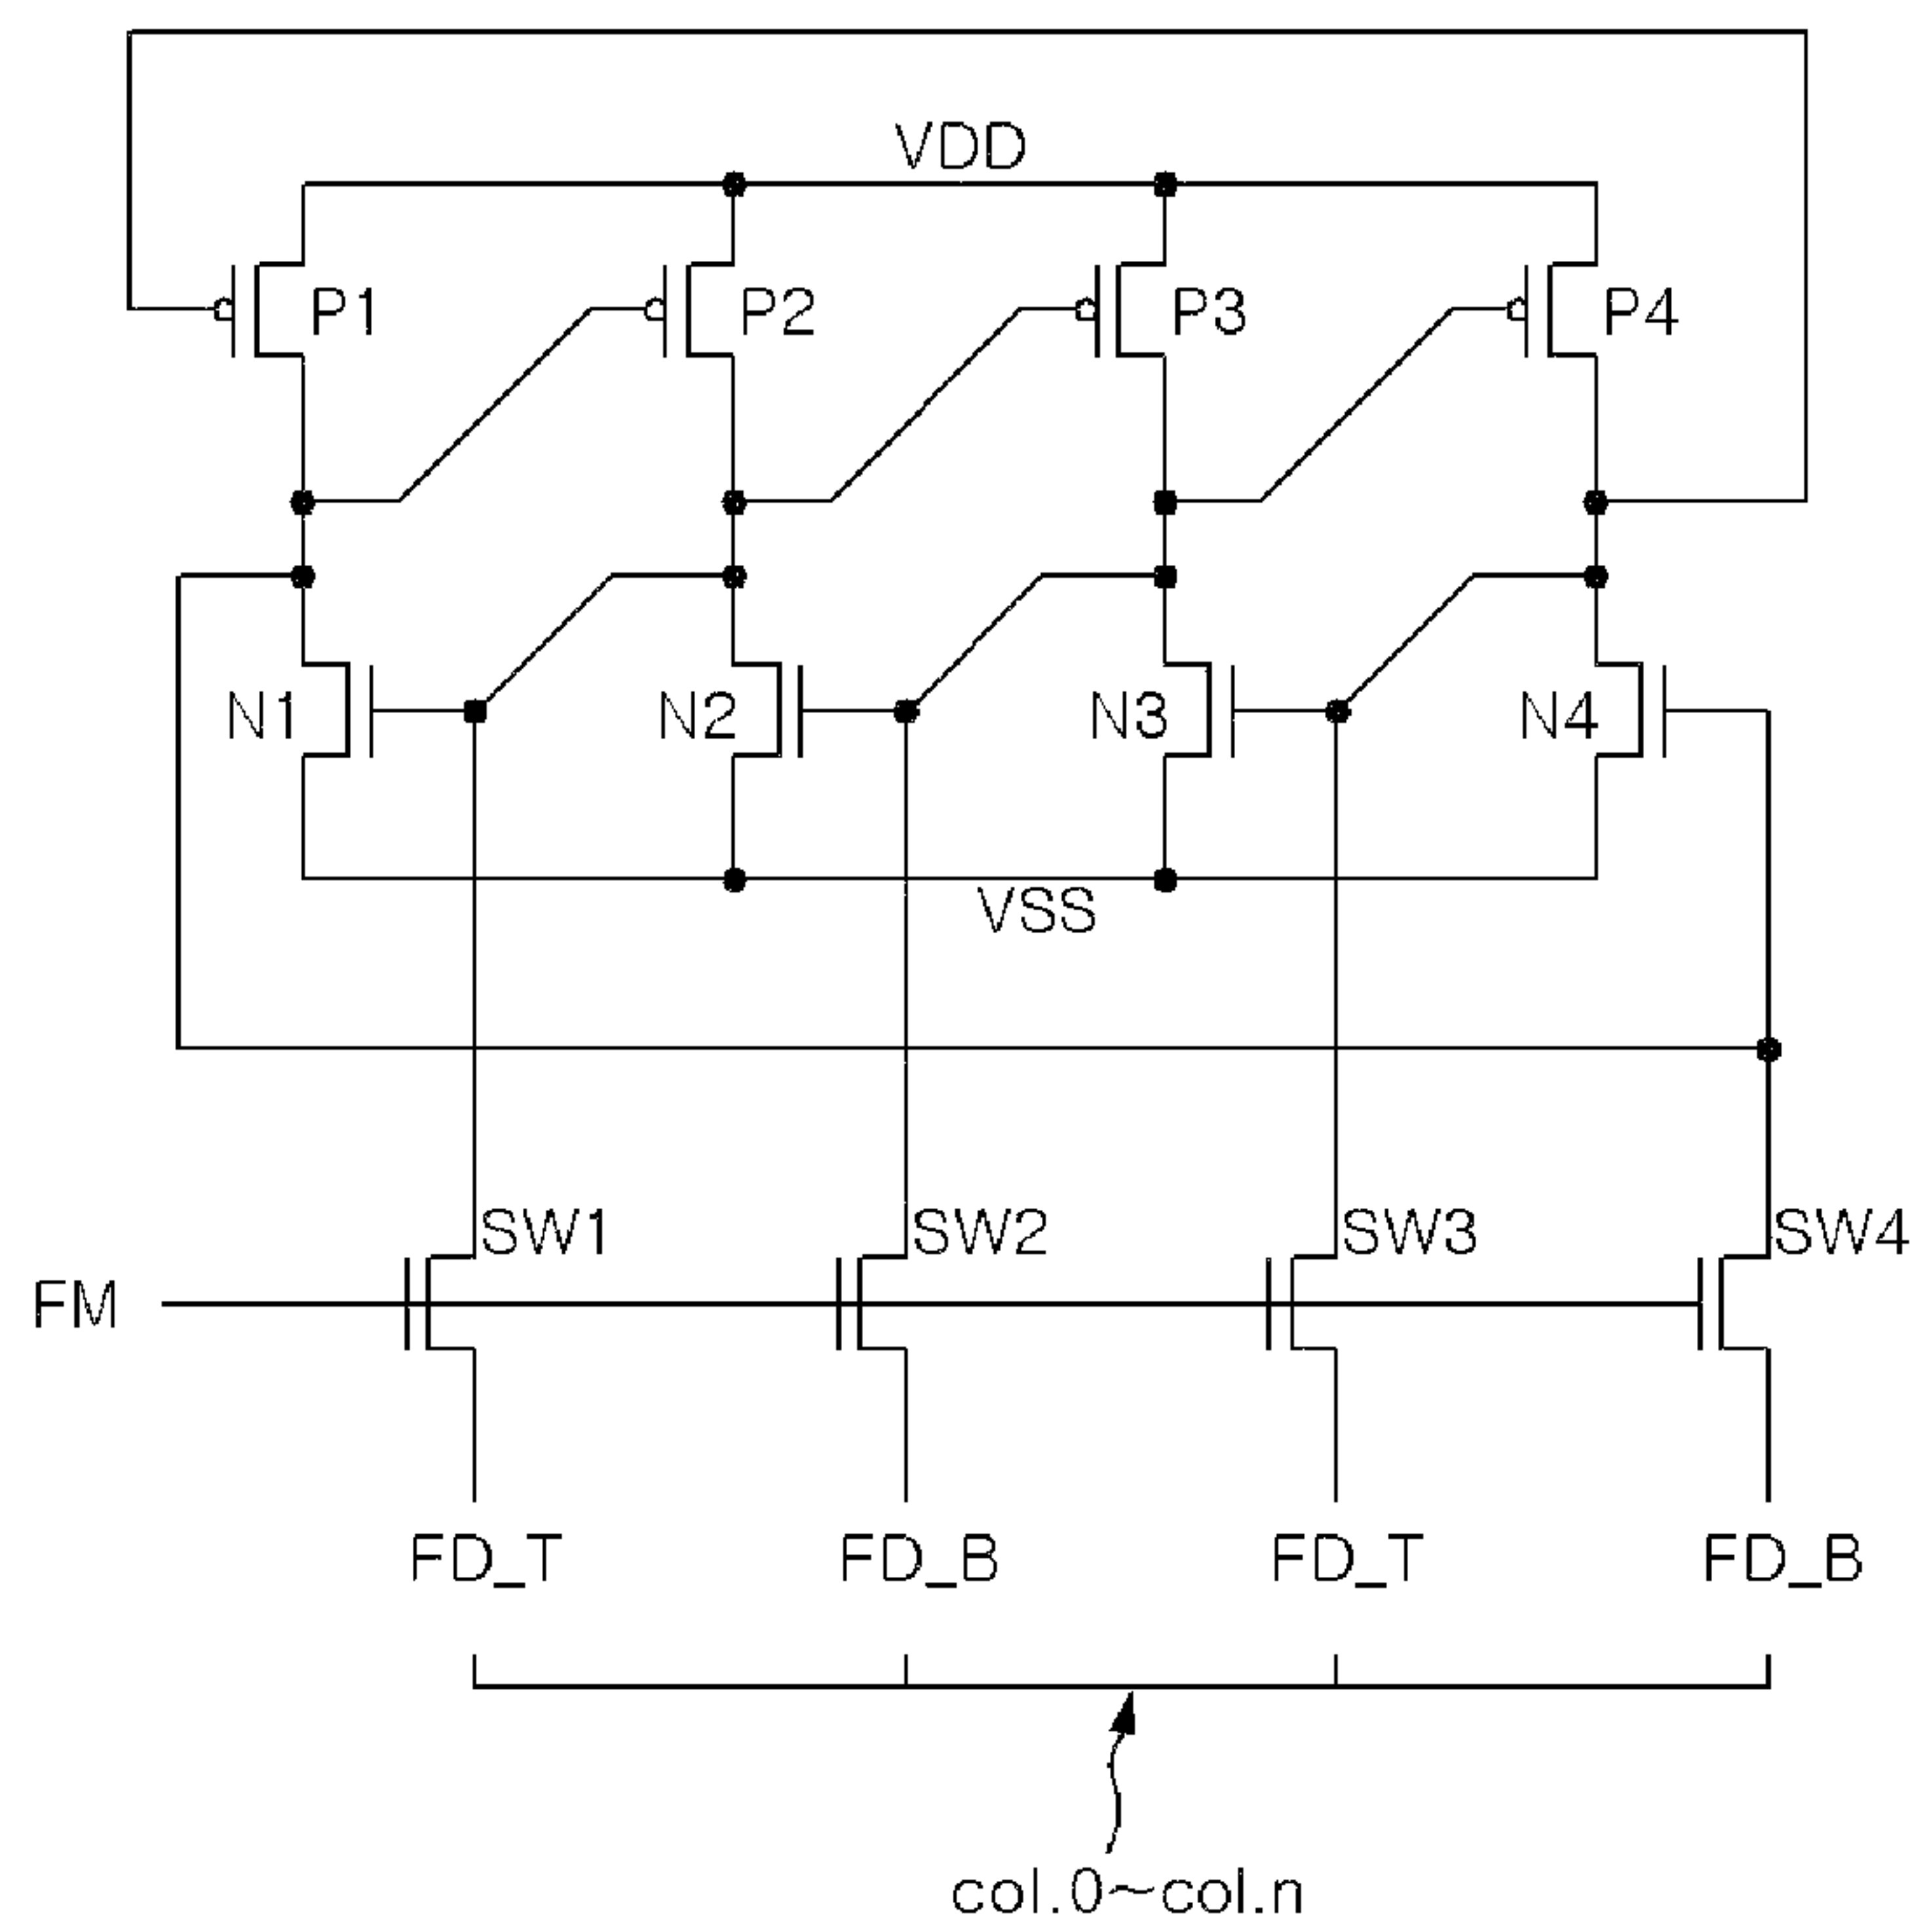 VDD
P1 P2 P3 P4
N1 N2 N3 N4
VSS
SW1 SW2 SW3 SW4
FM
FD_T FD_B FD_T FD_B
col.0~col.n